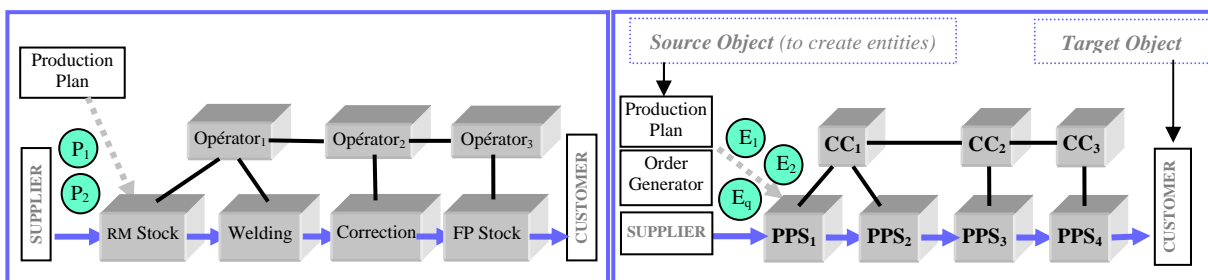 Production
Plan
P1
P2
SUPPLIER
Opérator1
Opérator2
Opérator3
RM Stock
Welding
Correction
FP Stock
CUSTOMER
Source Object (to create entities)
Target Object
Production
Plan
Order
Generator
SUPPLIER
E1
E2
Eq
CC1
CC2
CC3
PPS1
PPS2
PPS3
PPS4
CUSTOMER